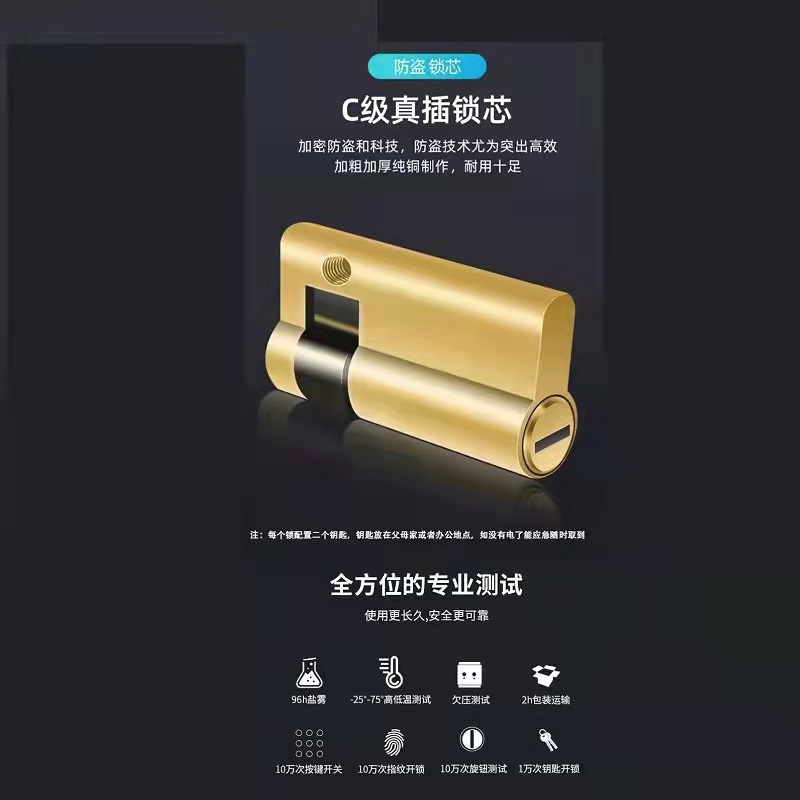 防盗 锁芯
C级真插锁芯
加密防盗和科技，防盗技术尤为突出高效
加粗加厚纯铜制作，耐用十足
注：每个锁配置二个钥匙，钥匙放在父母家或者办公地点，如没有电了能应急随时取到
全方位的专业测试
使用更长久,安全更可靠
96h盐雾
-25°-75°高低温测试
欠压测试
2h包装运输
10万次按键开关
10万次指纹开锁
10万次旋钮测试
1万次钥匙开锁